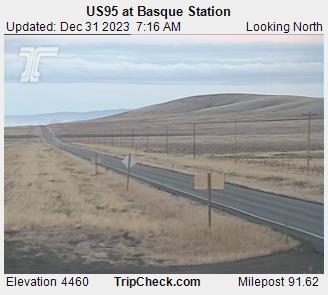 US95 at Basque Station
Updated: Dec 31 2023 7:16 AM Looking North
Elevation 4460 TripCheck.com Milepost 91.62